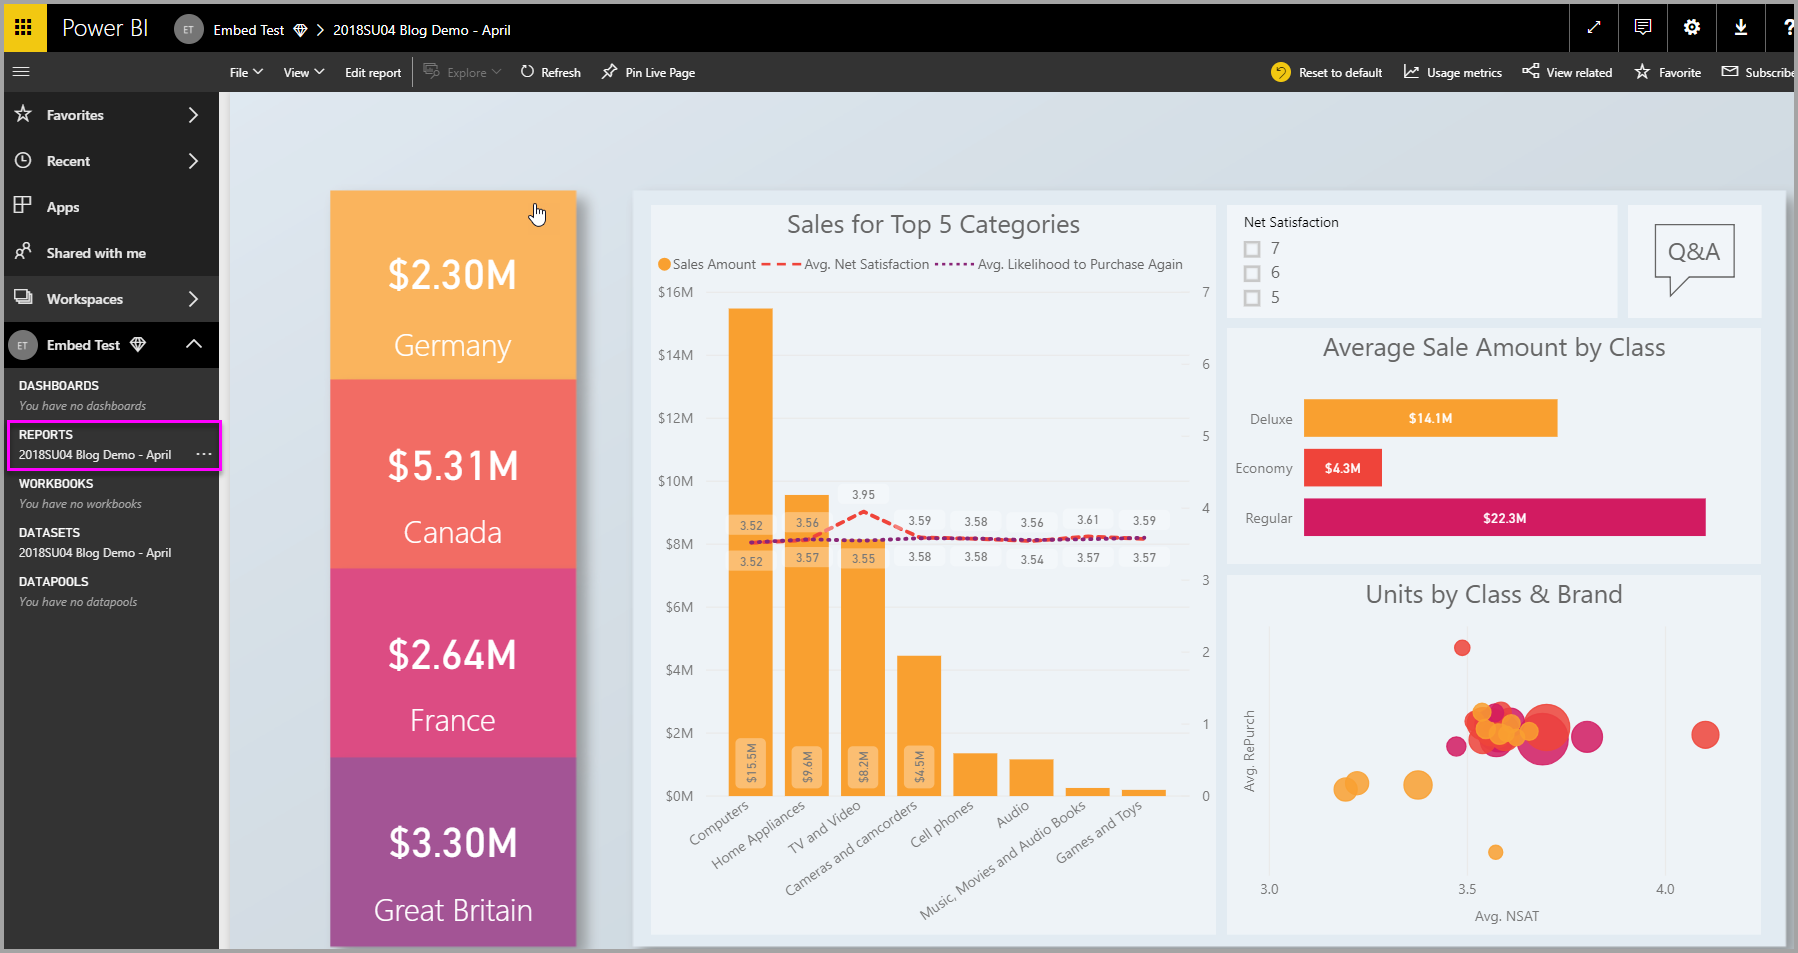 Power BI ET Embed Test > 2018SU04 Blog Demo - April ?
File View Edit report Explore Refresh Pin Live Page Reset to default Usage metrics View related Favorite Subscribe
Favorites
Recent
Apps
Shared with me
Workspaces
ET Embed Test
DASHBOARDS
You have no dashboards
REPORTS
2018SU04 Blog Demo - April ...
WORKBOOKS
You have no workbooks
DATASETS
2018SU04 Blog Demo - April
DATAPOOLS
You have no datapools
$2.30M
Germany
$5.31M
Canada
$2.64M
France
$3.30M
Great Britain
Sales for Top 5 Categories
Sales Amount Avg. Net Satisfaction Avg. Likelihood to Purchase Again
$16M
$14M
$12M
$10M
$8M
$6M
$4M
$2M
$0M
7
6
5
4
3
2
1
0
3.52 3.56 3.95 3.59 3.58 3.56 3.61 3.59
3.52 3.57 3.55 3.58 3.58 3.54 3.57 3.57
$15.5M $9.6M $8.2M $4.5M
Computers
Home Appliances
TV and Video
Cameras and camcorders
Cell phones
Audio
Music, Movies and Audio Books
Games and Toys
Net Satisfaction
7
6
5
Q&A
Average Sale Amount by Class
Deluxe $14.1M
Economy $4.3M
Regular $22.3M
Units by Class & Brand
Avg. RePurch
3.0 3.5 4.0
Avg. NSAT